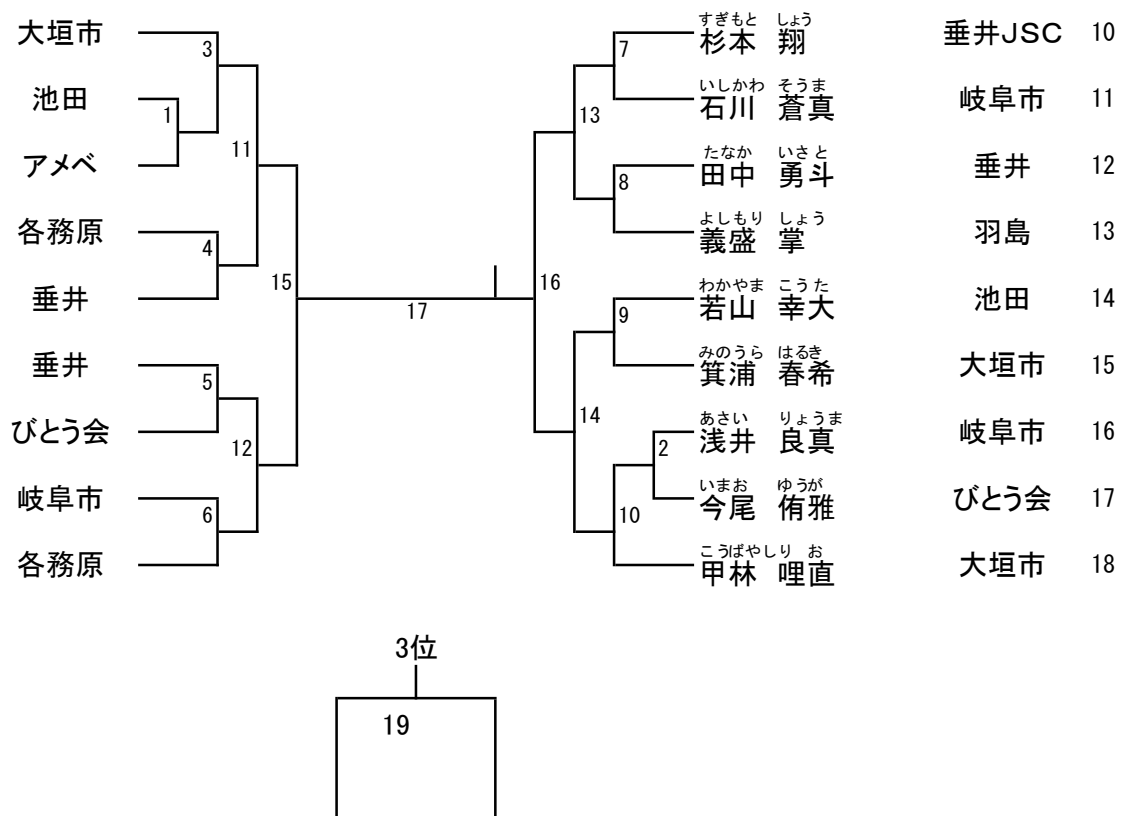 大垣市 3 7 すぎもと しょう 杉本 翔 垂井JSC 10
池田 1 いしかわ そうま 石川 蒼真 岐阜市 11
13
アメベ 11 たなか いさと 田中 勇斗 垂井 12
8
各務原 4 よしもり しょう 義盛 掌 羽島 13
15 16
垂井 17 9 わかやま こうた 若山 幸大 池田 14
垂井 5 みのうら はるき 箕浦 春希 大垣市 15
14
びとう会 12 2 あさい りょうま 浅井 良真 岐阜市 16
岐阜市 6 10 いまお ゆうが 今尾 侑雅 びとう会 17
各務原 こうばやし りお 甲林 哩直 大垣市 18
3位
19